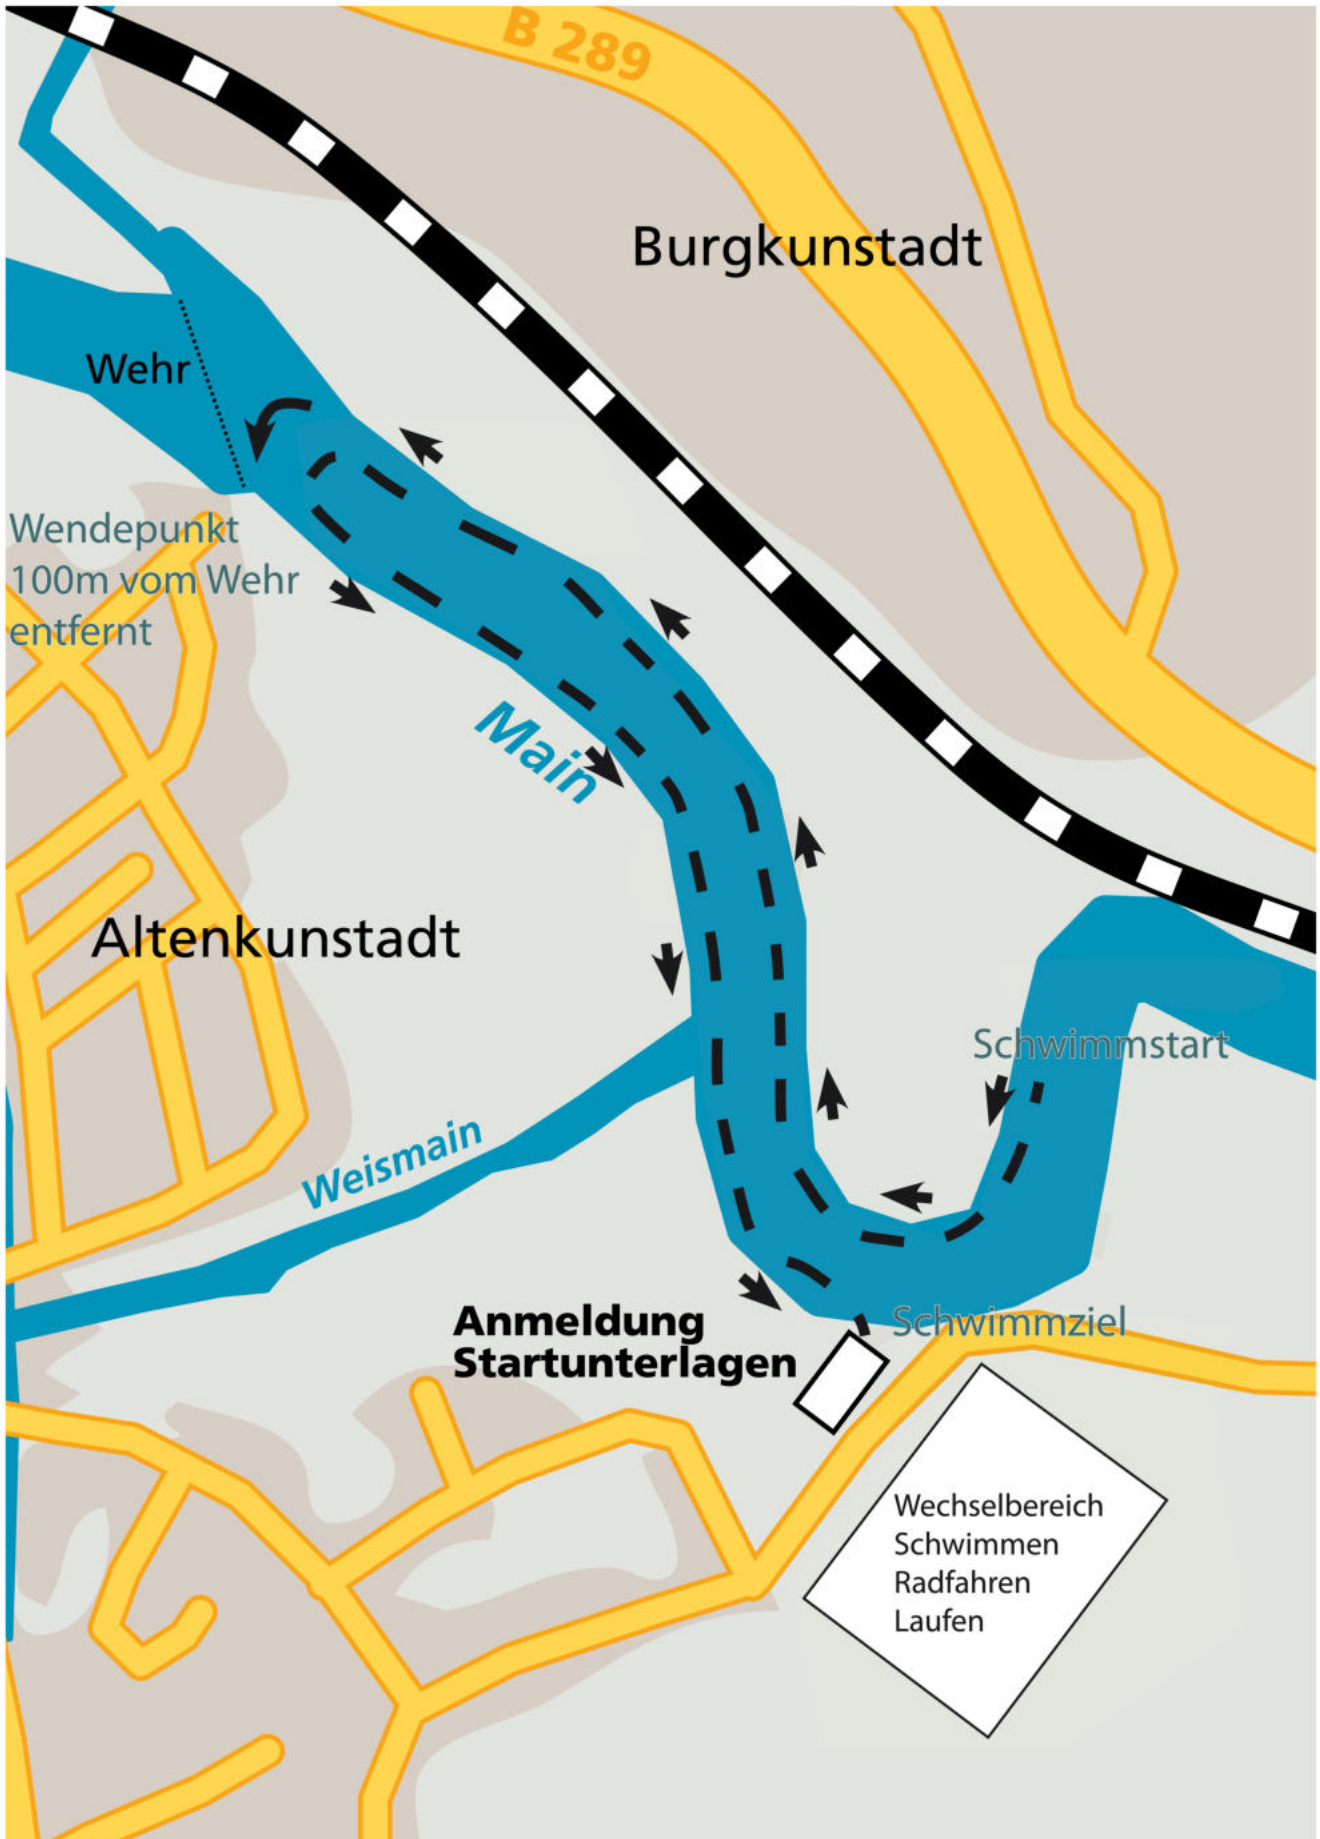 B 289
Burgkunstadt
Wehr
Wendepunkt
100m vom Wehr
entfernt
Main
Altenkunstadt
Schwimmstart
Weismain
Anmeldung
Startunterlagen
Schwimmziel
Wechselbereich
Schwimmen
Radfahren
Laufen